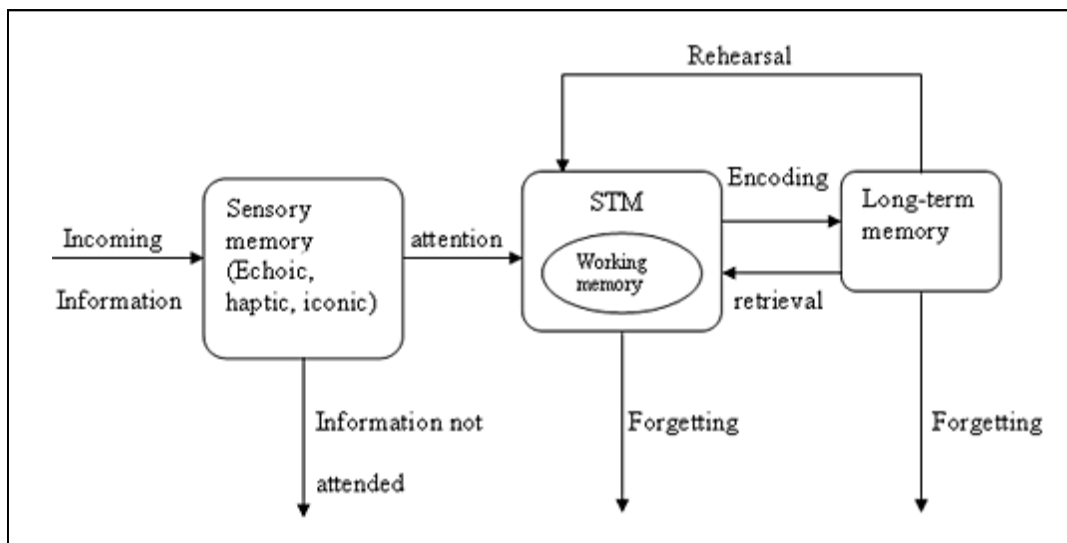 Rehearsal
Incoming
Information
Sensory
memory
(Echoic,
haptic, iconic)
attention
STM
Working
memory
Encoding
retrieval
Long-term
memory
Information not
attended
Forgetting
Forgetting